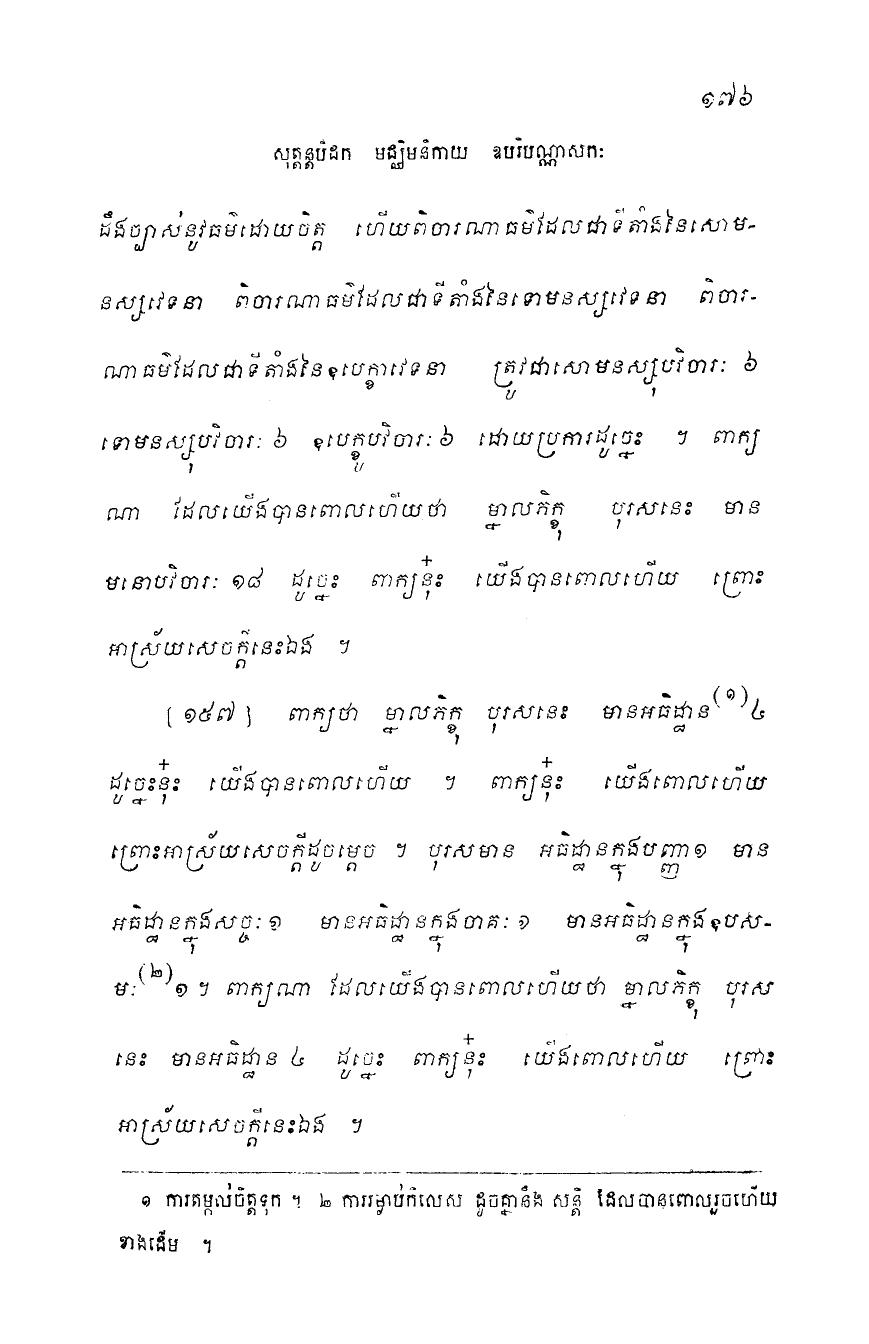 ១៧៦
សុត្តន្តបិដក មជ្ឈិមនិកាយ ឧបរិបណ្ណាសកៈ
ដឹងច្បាស់នូវធម៌ដោយចិត្ត ហើយពិចារណាធម៌ដែលជាទីតាំងនៃសោម-
នស្សវេទនា ពិចារណាធម៌ដែលជាទីតាំងនៃទោមនស្សវេទនា ពិចារ-
ណាធម៌ដែលជាទីតាំងនៃឧបេក្ខាវេទនា ត្រូវជាសោមនស្សុបវិចារៈ ៦
ទោមនស្សុបវិចារៈ ៦ ឧបេក្ខូបវិចារៈ ៦ ដោយប្រការដូច្នេះ ។ ពាក្យ
ណា ដែលយើងបានពោលហើយថា ម្នាលភិក្ខុ បុរសនេះ មាន
មនោបវិចារៈ ១៨ ដូច្នេះ ពាក្យនុ៎ះ យើងបានពោលហើយ ព្រោះ
អាស្រ័យសេចក្តីនេះឯង ។
[ ១៥៧ ] ពាក្យថា ម្នាលភិក្ខុ បុរសនេះ មានអធិដ្ឋាន(១)៤
ដូច្នេះនុ៎ះ យើងបានពោលហើយ ។ ពាក្យនុ៎ះ យើងពោលហើយ
ព្រោះអាស្រ័យសេចក្តីដូចម្តេច ។ បុរសមាន អធិដ្ឋានក្នុងបញ្ញា១ មាន
អធិដ្ឋានក្នុងសច្ចៈ ១ មានអធិដ្ឋានក្នុងចាគៈ ១ មានអធិដ្ឋានក្នុងឧបស-
មៈ(២)១ ។ ពាក្យណា ដែលយើងបានពោលហើយថា ម្នាលភិក្ខុ បុរស
នេះ មានអធិដ្ឋាន ៤ ដូច្នេះ ពាក្យនុ៎ះ យើងពោលហើយ ព្រោះ
អាស្រ័យសេចក្តីនេះឯង ។
១ ការតម្កល់ចិត្តទុក ។ ២ ការរម្ងាប់កិលេស ដូចគ្នានឹង សន្តិ ដែលបានពោលរួចហើយ
ខាងដើម ។